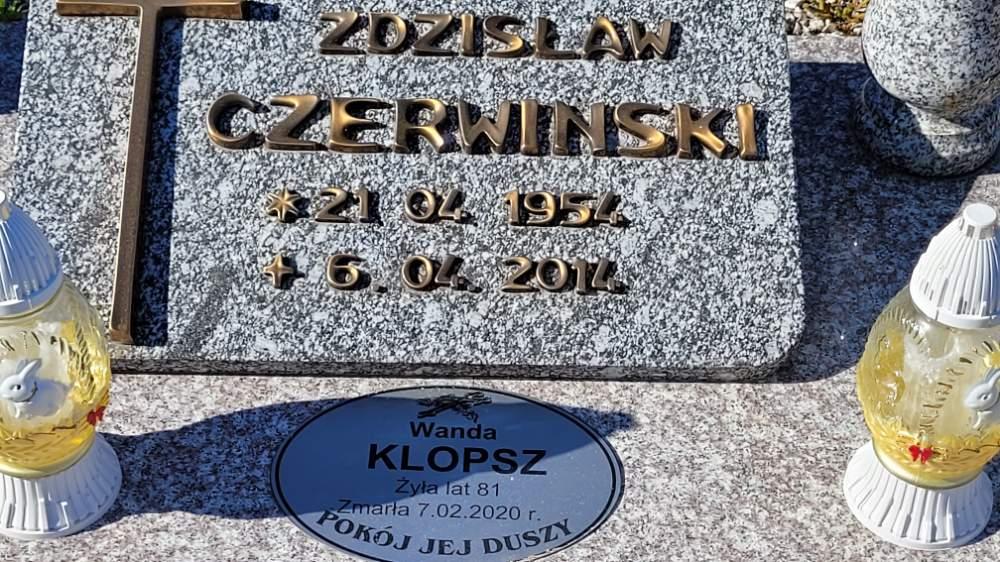 ZDZISŁAW
CZERWINSKI
* 21 04 1954
+ 6. 04. 2014.
Wanda
KLOPSZ
Żyła lat 81
Zmarła 7.02.2020 r.
POKÓJ JEJ DUSZY